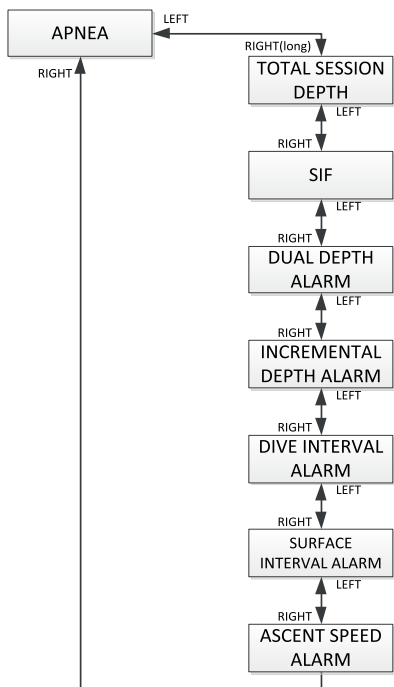 APNEA
LEFT
RIGHT(long)
RIGHT
TOTAL SESSION
DEPTH
LEFT
RIGHT
SIF
LEFT
RIGHT
DUAL DEPTH
ALARM
LEFT
RIGHT
INCREMENTAL
DEPTH ALARM
LEFT
RIGHT
DIVE INTERVAL
ALARM
LEFT
RIGHT
SURFACE
INTERVAL ALARM
LEFT
RIGHT
ASCENT SPEED
ALARM